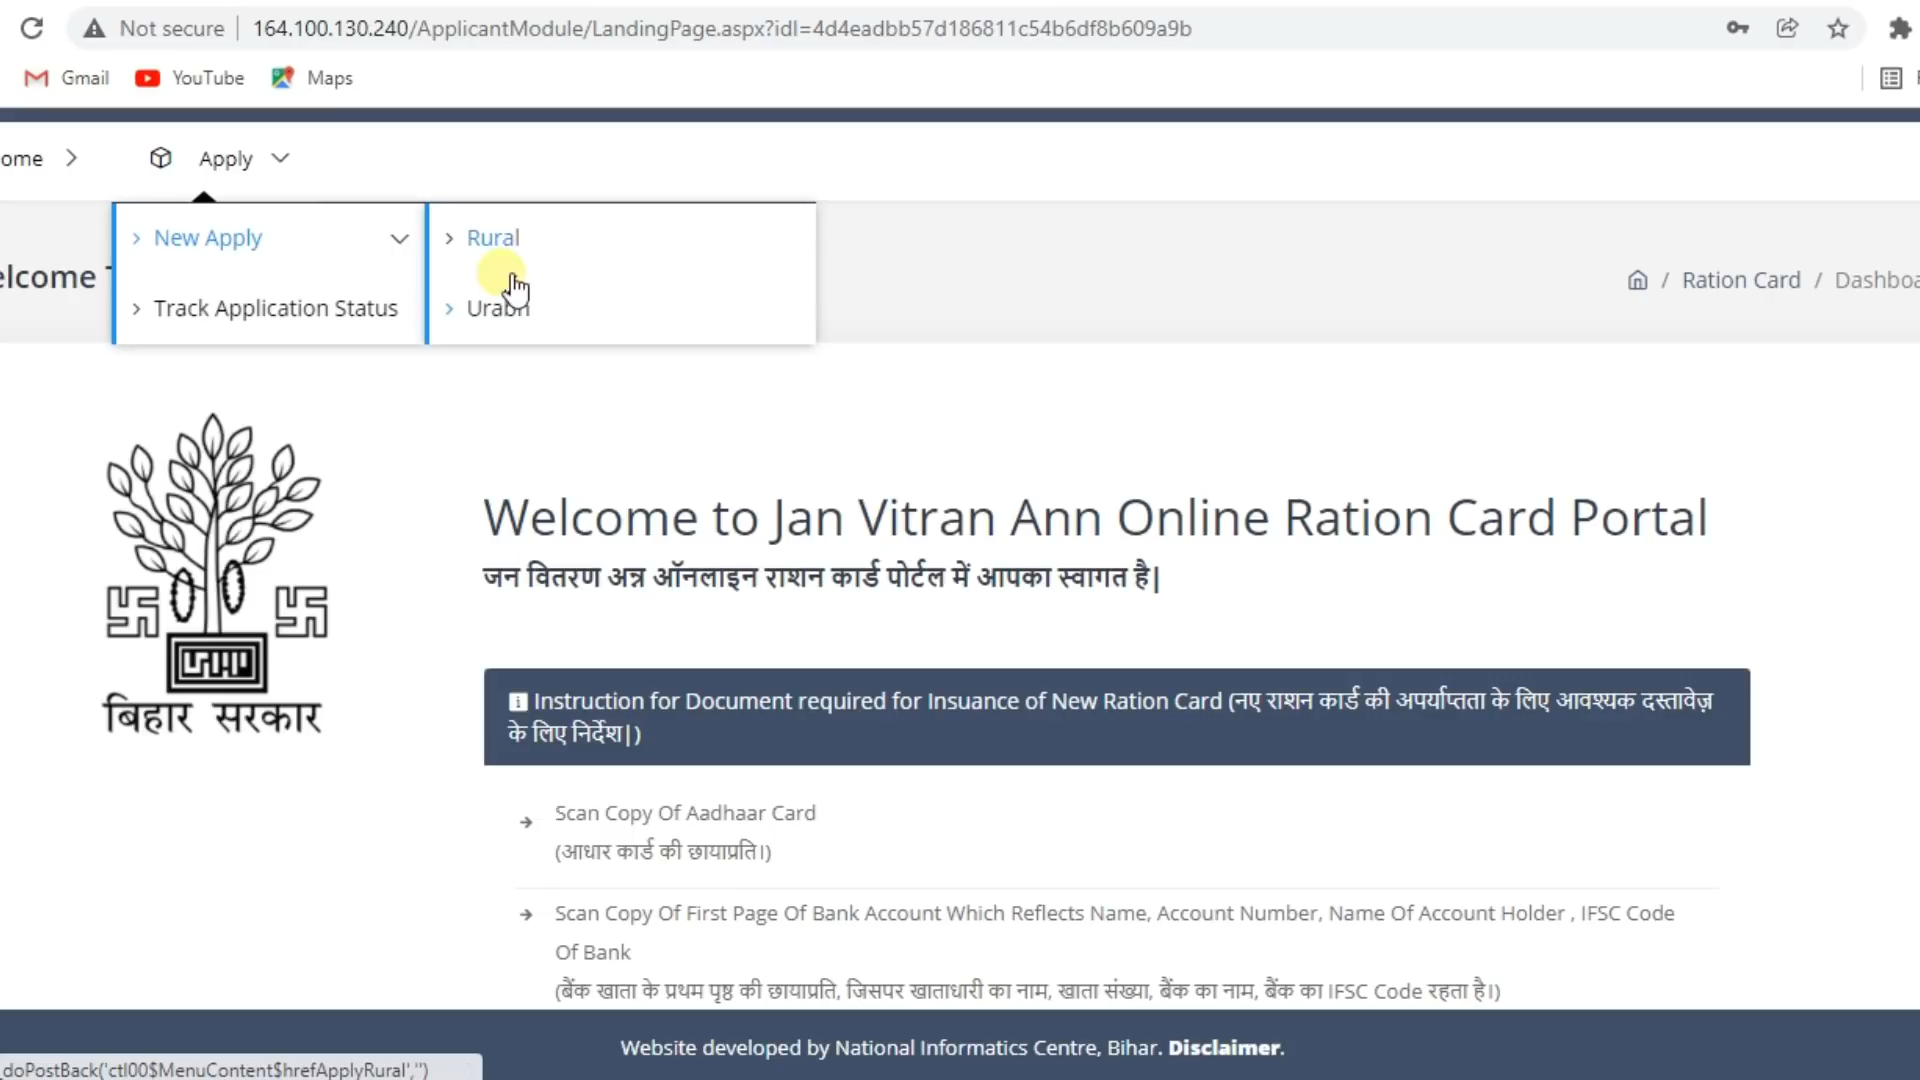 Not secure 164.100.130.240/ApplicantModule/LandingPage.aspx?idl=4d4eadbb57d186811c54b6df8b609a9b
Gmail YouTube Maps
ome Apply
New Apply Rural
elcome Ration Card / Dashboa
Track Application Status Urabn
Welcome to Jan Vitran Ann Online Ration Card Portal
जन वितरण अन्न ऑनलाइन राशन कार्ड पोर्टल में आपका स्वागत है|
Instruction for Document required for Insuance of New Ration Card (नए राशन कार्ड की अपर्याप्तता के लिए आवश्यक दस्तावेज़
के लिए निर्देश|)
बिहार सरकार
Scan Copy Of Aadhaar Card
(आधार कार्ड की छायाप्रति।)
Scan Copy Of First Page Of Bank Account Which Reflects Name, Account Number, Name Of Account Holder , IFSC Code
Of Bank
(बैंक खाता के प्रथम पृष्ठ की छायाप्रति, जिसपर खाताधारी का नाम, खाता संख्या, बैंक का नाम, बैंक का IFSC Code रहता है।)
Website developed by National Informatics Centre, Bihar. Disclaimer.
doPostBack('ctl00$MenuContent$hrefApplyRural','')